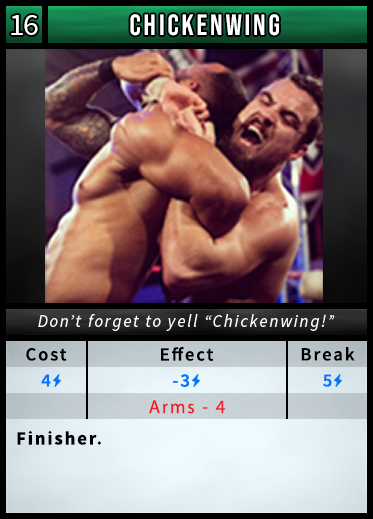 16 CHICKENWING
Don't forget to yell “Chickenwing!”
Cost Effect Break
4⚡ -3⚡ 5⚡
Arms - 4
Finisher.